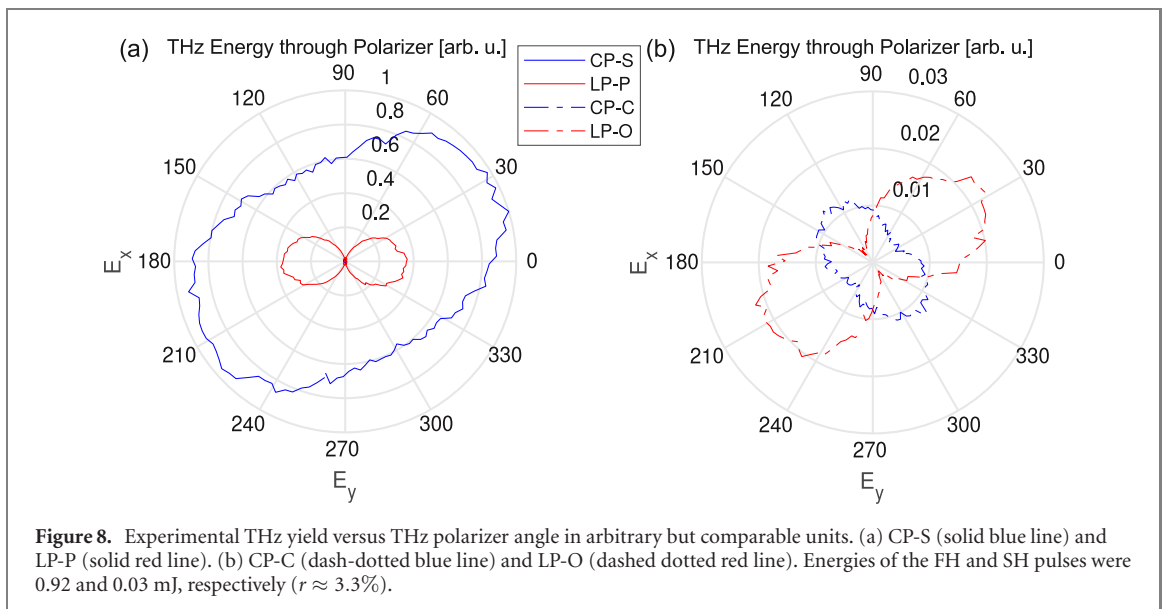 (a) THz Energy through Polarizer [arb. u.]
90
1
120
60
0.8
0.6
150
30
0.4
0.2
E_x
180
0
210
330
240
300
270
E_y
CP-S
LP-P
CP-C
LP-O
(b) THz Energy through Polarizer [arb. u.]
90
0.03
120
60
0.02
150
30
0.01
E_x
180
0
210
330
240
300
270
E_y
Figure 8. Experimental THz yield versus THz polarizer angle in arbitrary but comparable units. (a) CP-S (solid blue line) and
LP-P (solid red line). (b) CP-C (dash-dotted blue line) and LP-O (dashed dotted red line). Energies of the FH and SH pulses were
0.92 and 0.03 mJ, respectively (r ≈ 3.3%).